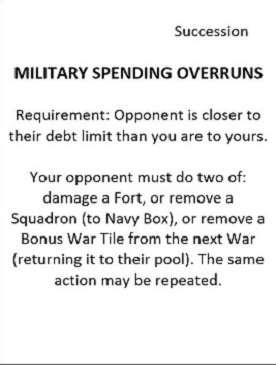 Succession
MILITARY SPENDING OVERRUNS
Requirement: Opponent is closer to
their debt limit than you are to yours.
Your opponent must do two of:
damage a Fort, or remove a
Squadron (to Navy Box), or remove a
Bonus War Tile from the next War
(returning it to their pool). The same
action may be repeated.